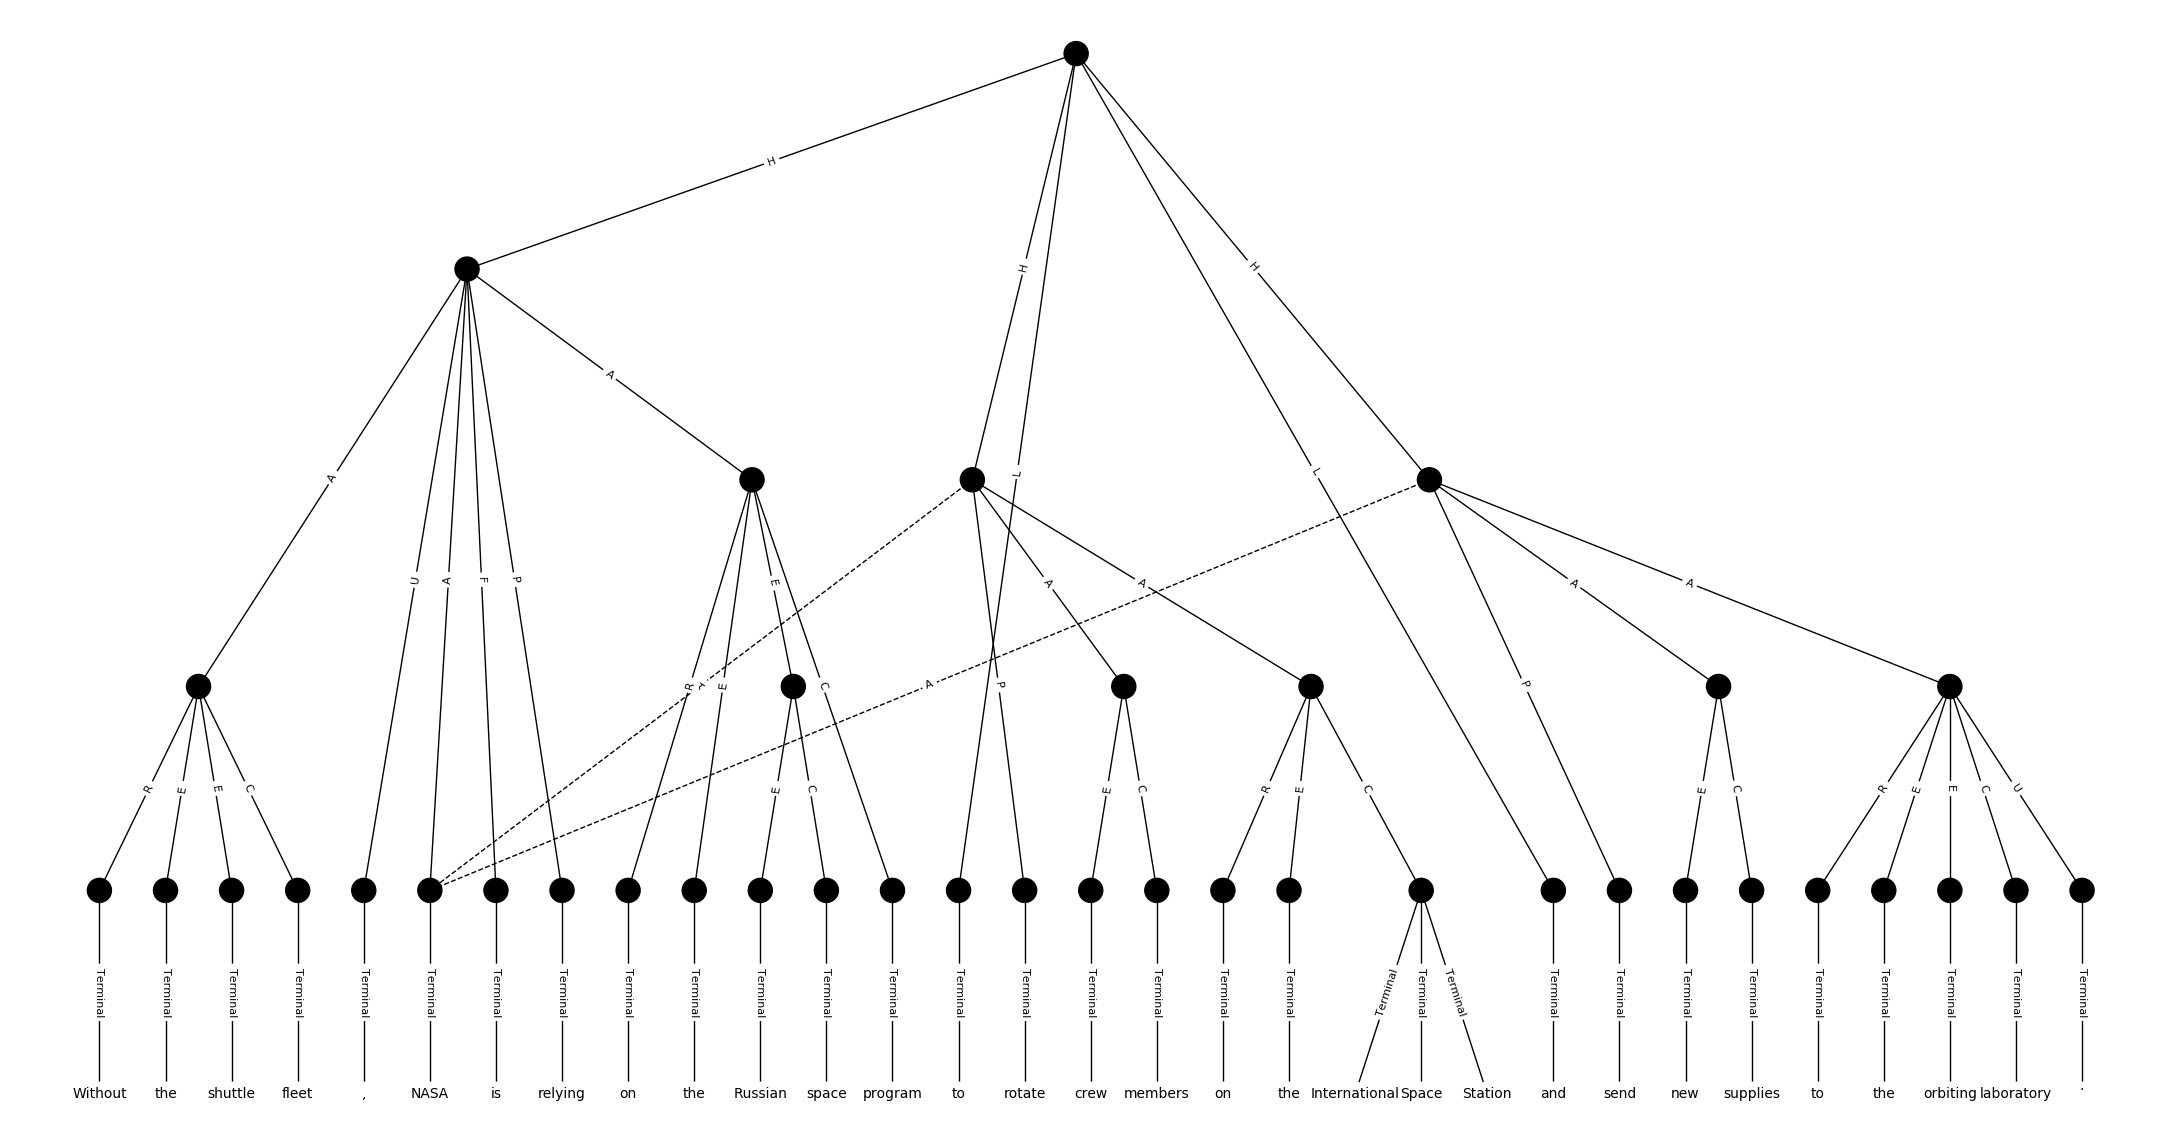 H
H
H
A
L
L
A
U
A
F
P
E
A
A
A
A
R
A
E
C
A
P
P
R
E
E
C
E
C
E
C
R
E
C
E
C
R
E
E
C
U
Terminal Terminal Terminal Terminal Terminal Terminal Terminal Terminal Terminal Terminal Terminal Terminal Terminal Terminal Terminal Terminal Terminal Terminal Terminal Terminal Terminal Terminal Terminal Terminal Terminal Terminal Terminal Terminal Terminal Terminal Terminal
Without the shuttle fleet , NASA is relying on the Russian space program to rotate crew members on the International Space Station and send new supplies to the orbiting laboratory .